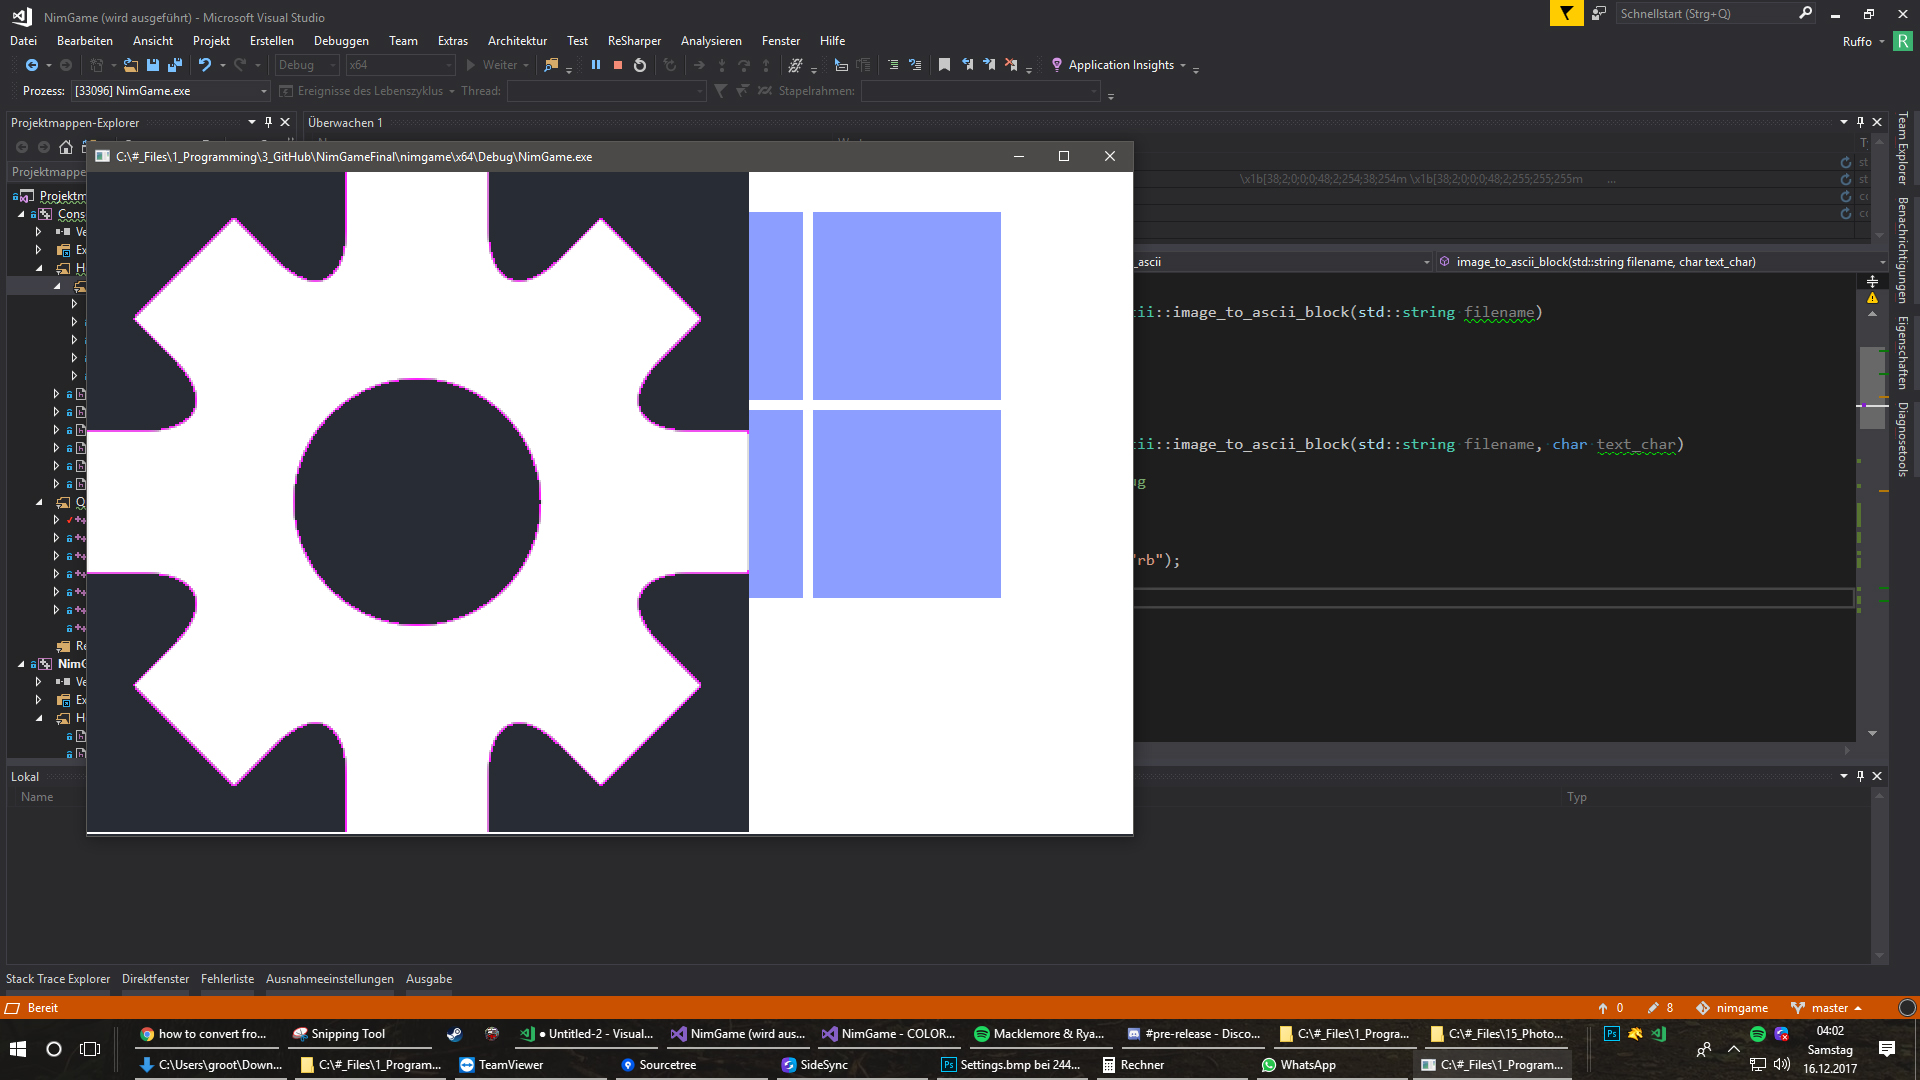 NimGame (wird ausgeführt) - Microsoft Visual Studio
Schnellstart (Strg+Q)
Datei Bearbeiten Ansicht Projekt Erstellen Debuggen Team Extras Architektur Test ReSharper Analysieren Fenster Hilfe
Ruffo R
Debug x64 Weiter Application Insights
Prozess: [33096] NimGame.exe Ereignisse des Lebenszyklus Thread: Stapelrahmen:
Projektmappen-Explorer
Überwachen 1
C:\#_Files\1_Programming\3_GitHub\NimGameFinal\nimgame\x64\Debug\NimGame.exe
Projektmappe
\x1b[38;2;0;0;0;48;2;254;38;254m \x1b[38;2;0;0;0;48;2;255;255;255m ...
Projektm
Cons
Ve
Ex
H
Q
Re
NimG
Ve
Ex
H
_ascii
image_to_ascii_block(std::string filename, char text_char)
ii::image_to_ascii_block(std::string filename)
ii::image_to_ascii_block(std::string filename, char text_char)
ug
"rb");
Team Explorer
Benachrichtigungen
Eigenschaften
Diagnosetools
Lokal
Name
Typ
Stack Trace Explorer Direktfenster Fehlerliste Ausnahmeeinstellungen Ausgabe
Bereit
0 8 nimgame master
how to convert fro... Snipping Tool Untitled-2 - Visual... NimGame (wird aus... NimGame - COLOR... Macklemore & Rya... #pre-release - Disco... C:\#_Files\1_Progra... C:\#_Files\15_Photo...
C:\Users\groot\Down... C:\#_Files\1_Program... TeamViewer Sourcetree SideSync Settings.bmp bei 244... Rechner WhatsApp C:\#_Files\1_Program...
04:02
Samstag
16.12.2017